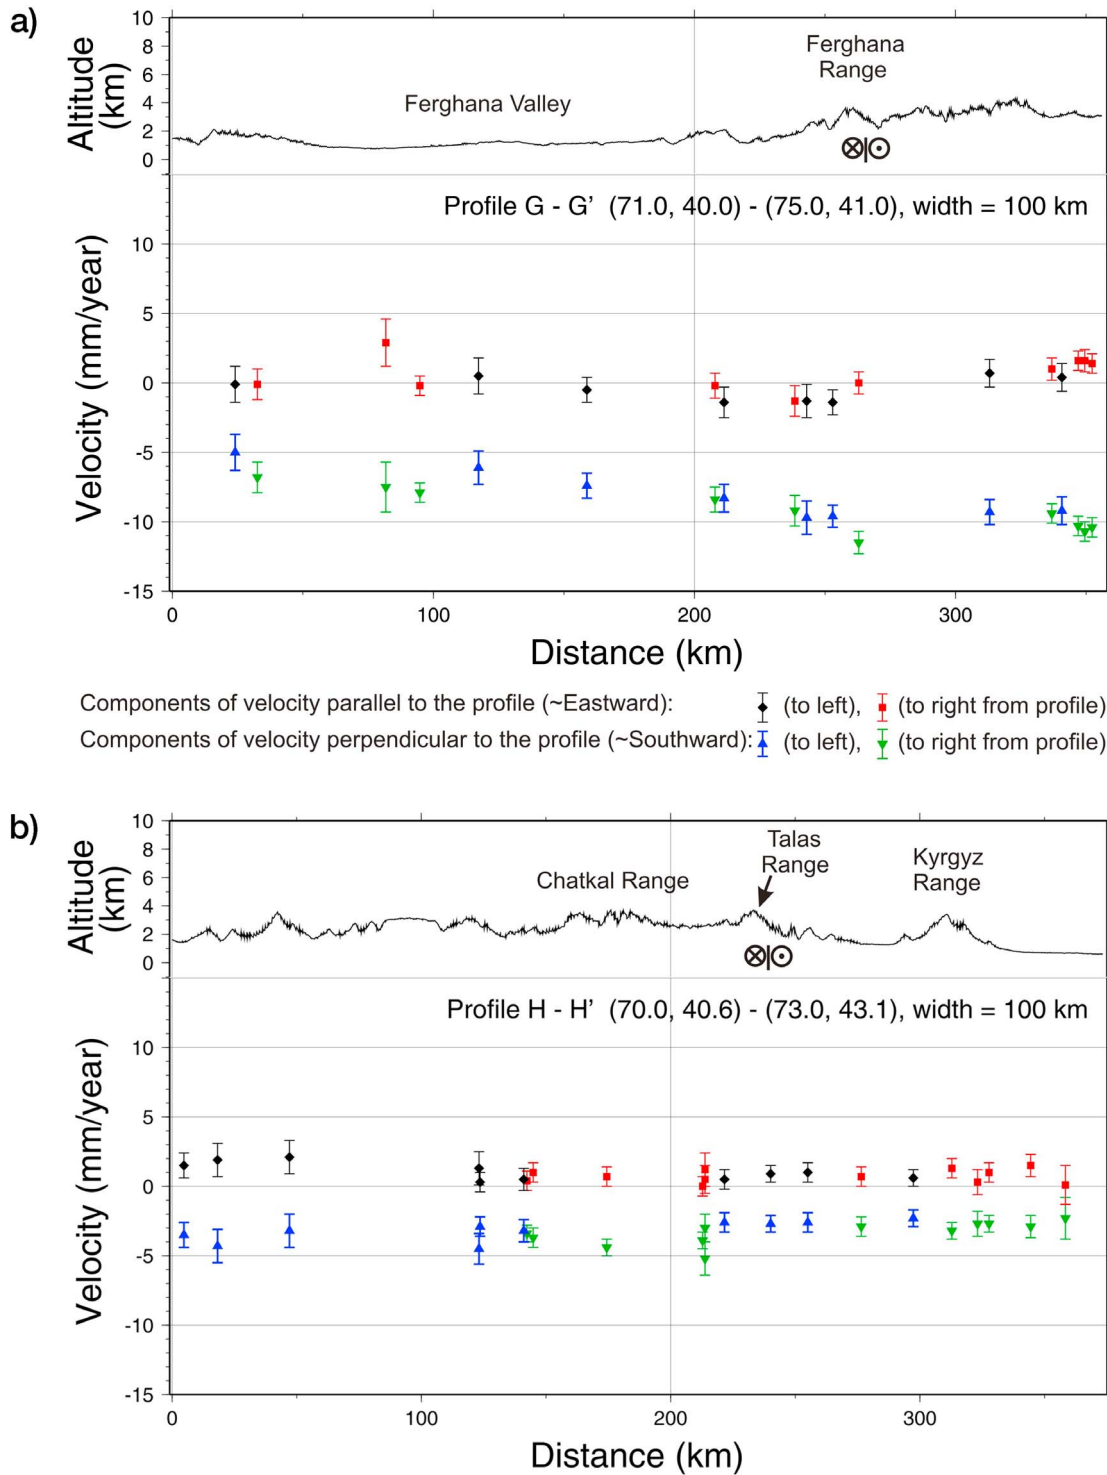 a)
Altitude
(km)
10
8
6
4
2
0
Ferghana Valley
Ferghana
Range
Profile G - G’ (71.0, 40.0) - (75.0, 41.0), width = 100 km
Velocity (mm/year)
10
5
0
-5
-10
-15
0 100 200 300
Distance (km)
Components of velocity parallel to the profile (~Eastward): (to left), (to right from profile)
Components of velocity perpendicular to the profile (~Southward): (to left), (to right from profile)
b)
Altitude
(km)
10
8
6
4
2
0
Chatkal Range
Talas
Range
Kyrgyz
Range
Profile H - H’ (70.0, 40.6) - (73.0, 43.1), width = 100 km
Velocity (mm/year)
10
5
0
-5
-10
-15
0 100 200 300
Distance (km)